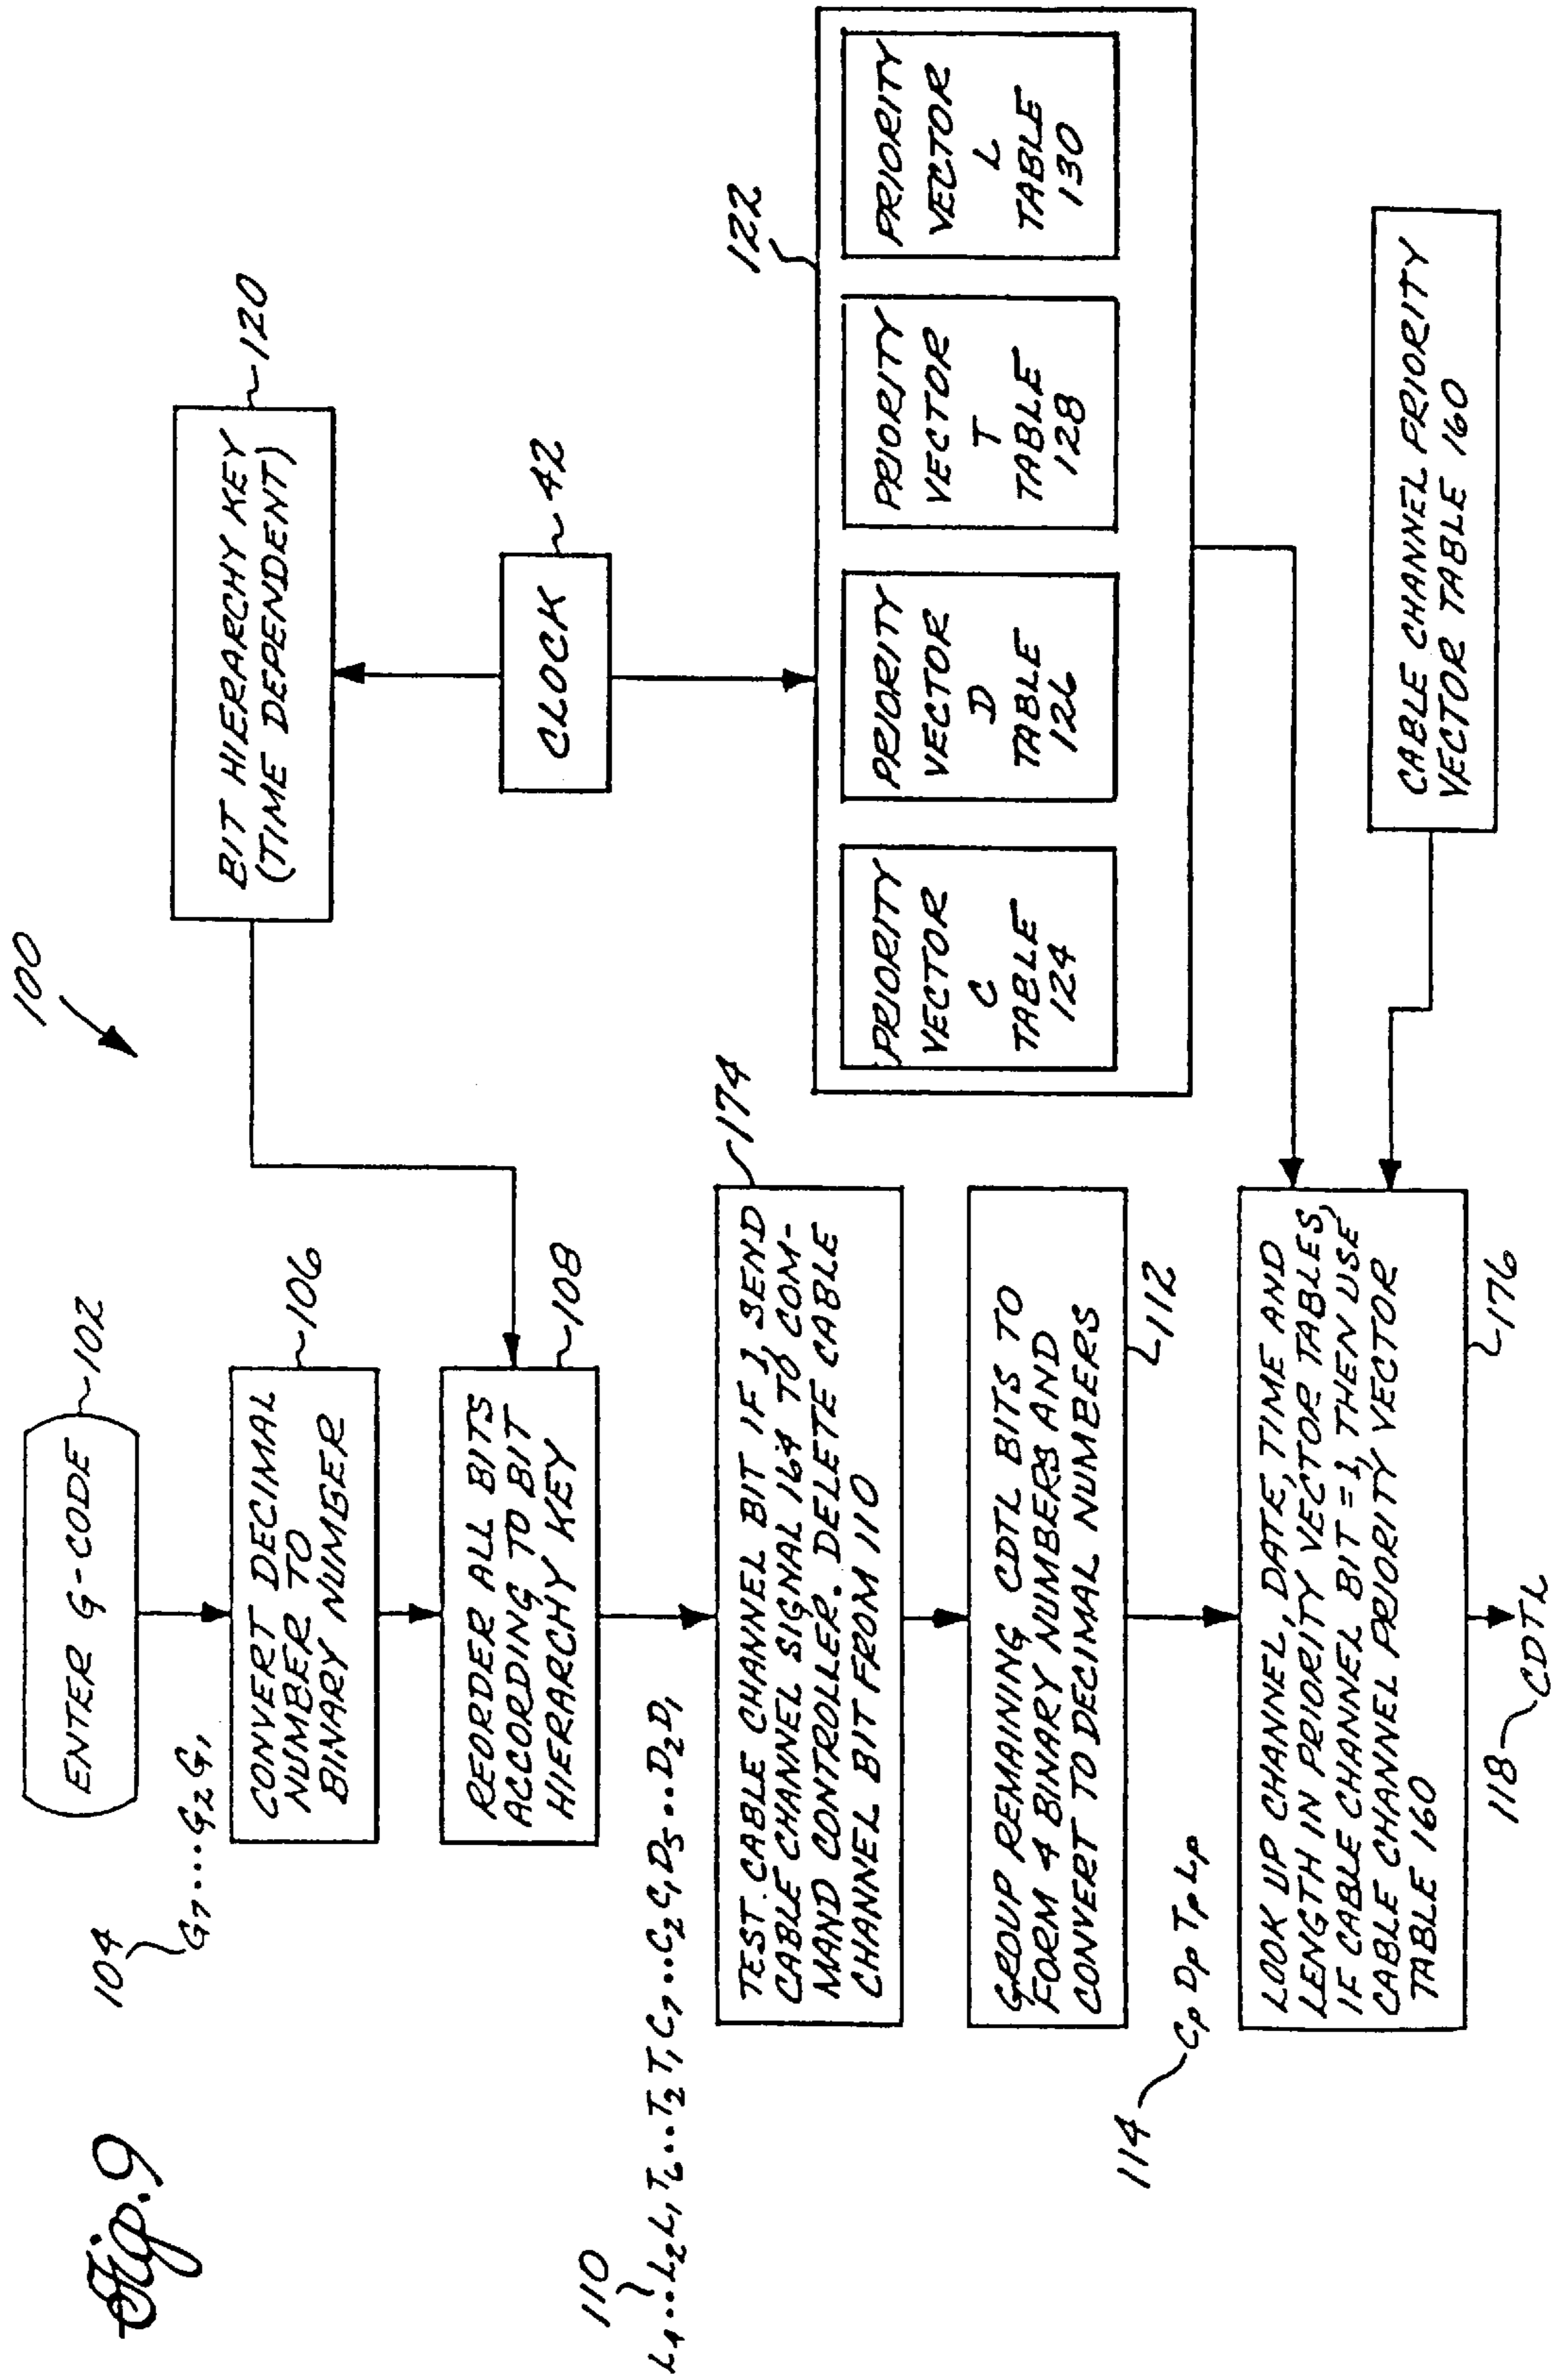 Fig. 9
100
ENTER G-CODE
102
104
G7...G2G1
CONVERT DECIMAL
NUMBER TO
BINARY NUMBER
106
REORDER ALL BITS
ACCORDING TO BIT
HIERARCHY KEY
108
BIT HIERARCHY KEY
(TIME DEPENDENT)
120
CLOCK
42
110
L4..L2L1T6..T2T1C7..C2C1D5..D2D1
TEST CABLE CHANNEL BIT IF 1, SEND
CABLE CHANNEL SIGNAL 164 TO COM-
MAND CONTROLLER. DELETE CABLE
CHANNEL BIT FROM 110
174
122
PRIORITY
VECTOR
C
TABLE
124
PRIORITY
VECTOR
D
TABLE
126
PRIORITY
VECTOR
T
TABLE
128
PRIORITY
VECTOR
L
TABLE
130
GROUP REMAINING CDTL BITS TO
FORM 4 BINARY NUMBERS AND
CONVERT TO DECIMAL NUMBERS
112
114
CP DP TP LP
LOOK UP CHANNEL, DATE, TIME AND
LENGTH IN PRIORITY VECTOR TABLES,
IF CABLE CHANNEL BIT = 1, THEN USE
CABLE CHANNEL PRIORITY VECTOR
TABLE 160
176
CABLE CHANNEL PRIORITY
VECTOR TABLE 160
118
CDTL